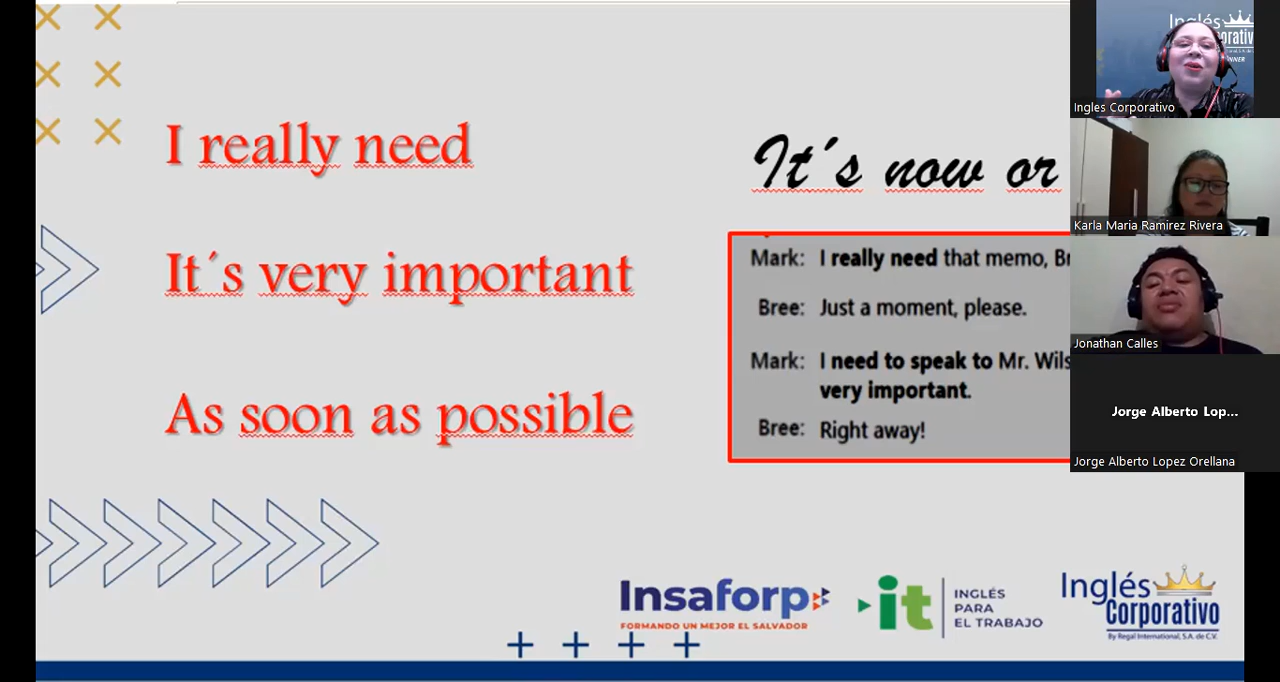 I really need
It´s very important
As soon as possible
It´s now or
Mark: I really need that memo,
Bree: Just a moment, please.
Mark: I need to speak to Mr.
very important.
Bree: Right away!
Insaforp
FORMANDO UN MEJOR EL SALVADOR
it
INGLÉS
PARA
EL TRABAJO
Inglés
Corporativo
By Regal International, S.A. de C.V.
Inglés
Ingles Corporativo
Karla Maria Ramirez Rivera
Jonathan Calles
Jorge Alberto Lop...
Jorge Alberto Lopez Orellana